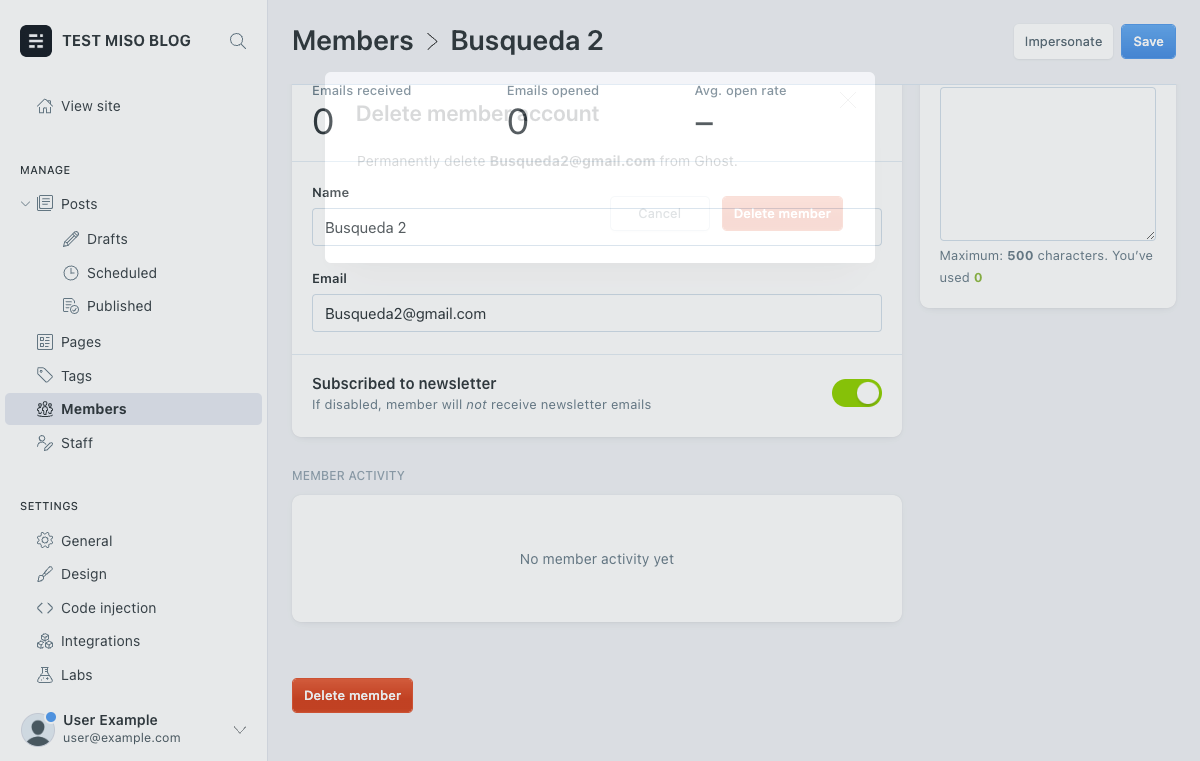 TEST MISO BLOG
View site
MANAGE
Posts
Drafts
Scheduled
Published
Pages
Tags
Members
Staff
SETTINGS
General
Design
Code injection
Integrations
Labs
User Example
user@example.com
Members > Busqueda 2
Impersonate
Save
Emails received
0
Emails opened
0
Avg. open rate
–
Delete member account
Permanently delete Busqueda2@gmail.com from Ghost.
Cancel
Delete member
Name
Busqueda 2
Email
Busqueda2@gmail.com
Subscribed to newsletter
If disabled, member will not receive newsletter emails
Maximum: 500 characters. You’ve
used 0
MEMBER ACTIVITY
No member activity yet
Delete member